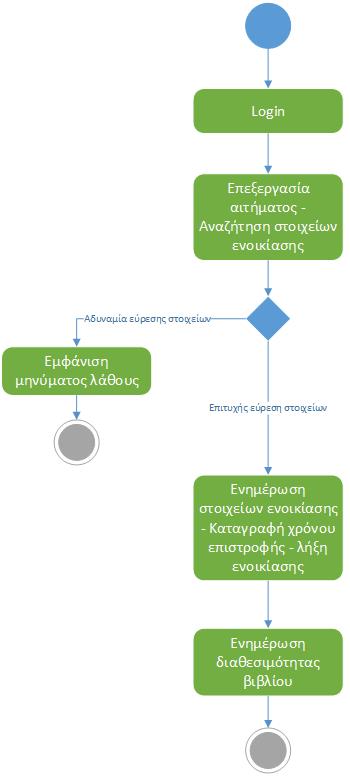 Login
Επεξεργασία
αιτήματος -
Αναζήτηση στοιχείων
ενοικίασης
Αδυναμία εύρεσης στοιχείων
Εμφάνιση
μηνύματος λάθους
Επιτυχής εύρεση στοιχείων
Ενημέρωση
στοιχείων ενοικίασης
- Καταγραφή χρόνου
επιστροφής - λήξη
ενοικίασης
Ενημέρωση
διαθεσιμότητας
βιβλίου